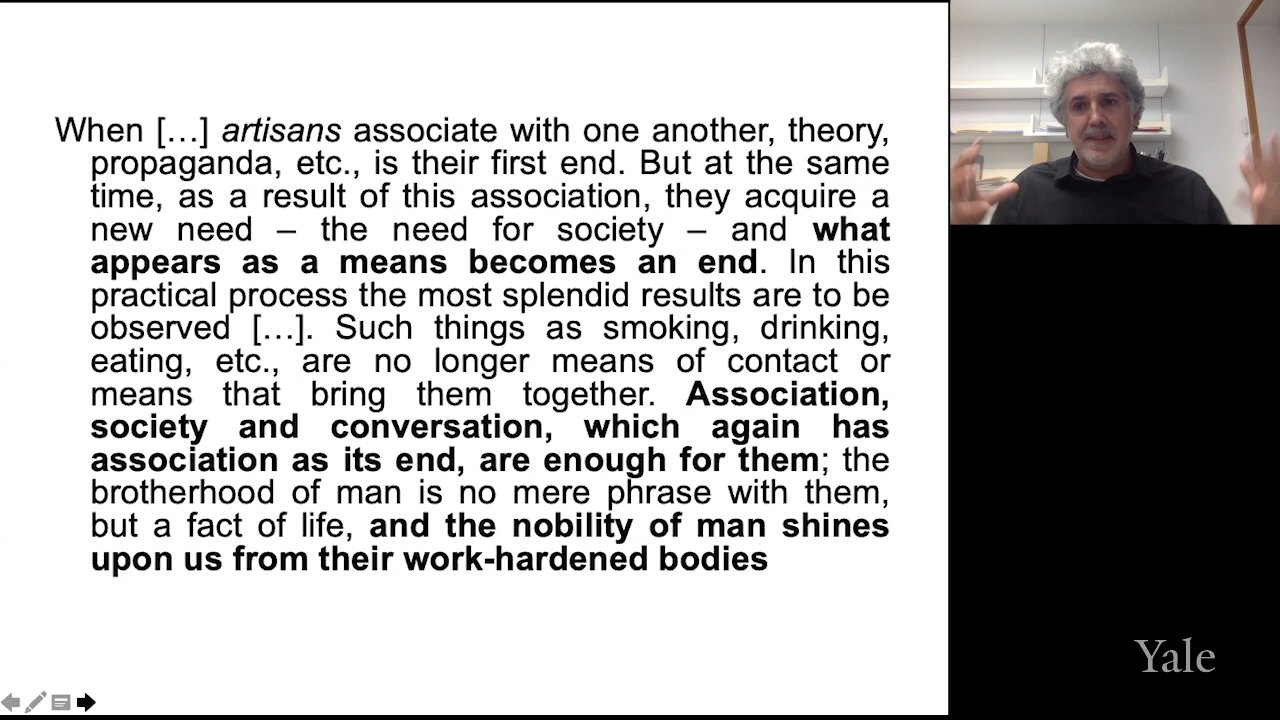 When […] artisans associate with one another, theory,
propaganda, etc., is their first end. But at the same
time, as a result of this association, they acquire a
new need – the need for society – and what
appears as a means becomes an end. In this
practical process the most splendid results are to be
observed […]. Such things as smoking, drinking,
eating, etc., are no longer means of contact or
means that bring them together. Association,
society and conversation, which again has
association as its end, are enough for them; the
brotherhood of man is no mere phrase with them,
but a fact of life, and the nobility of man shines
upon us from their work-hardened bodies
Yale